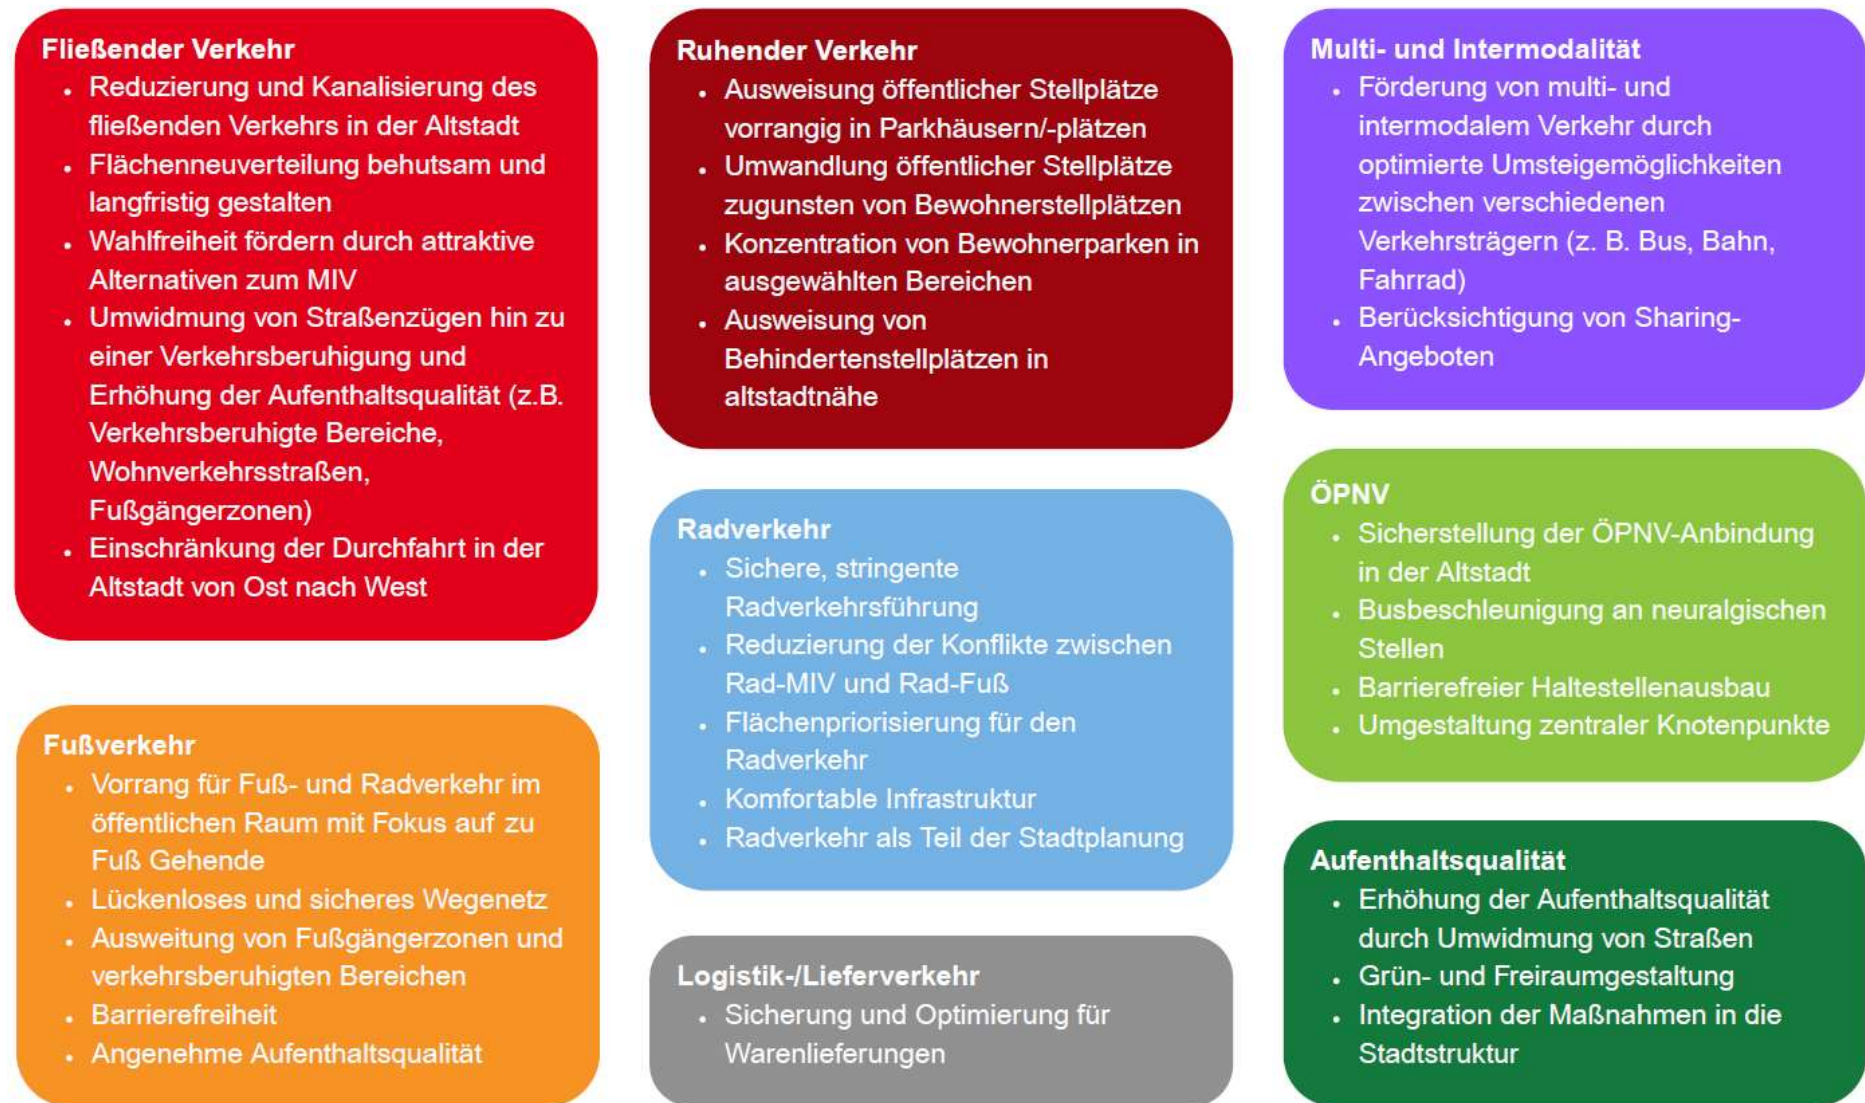 Fließender Verkehr
• Reduzierung und Kanalisierung des
fließenden Verkehrs in der Altstadt
• Flächenneuverteilung behutsam und
langfristig gestalten
• Wahlfreiheit fördern durch attraktive
Alternativen zum MIV
• Umwidmung von Straßenzügen hin zu
einer Verkehrsberuhigung und
Erhöhung der Aufenthaltsqualität (z.B.
Verkehrsberuhigte Bereiche,
Wohnverkehrsstraßen,
Fußgängerzonen)
• Einschränkung der Durchfahrt in der
Altstadt von Ost nach West
Fußverkehr
• Vorrang für Fuß- und Radverkehr im
öffentlichen Raum mit Fokus auf zu
Fuß Gehende
• Lückenloses und sicheres Wegenetz
• Ausweitung von Fußgängerzonen und
verkehrsberuhigten Bereichen
• Barrierefreiheit
• Angenehme Aufenthaltsqualität
Ruhender Verkehr
• Ausweisung öffentlicher Stellplätze
vorrangig in Parkhäusern/-plätzen
• Umwandlung öffentlicher Stellplätze
zugunsten von Bewohnerstellplätzen
• Konzentration von Bewohnerparken in
ausgewählten Bereichen
• Ausweisung von
Behindertenstellplätzen in
altstadtnähe
Radverkehr
• Sichere, stringente
Radverkehrsführung
• Reduzierung der Konflikte zwischen
Rad-MIV und Rad-Fuß
• Flächenpriorisierung für den
Radverkehr
• Komfortable Infrastruktur
• Radverkehr als Teil der Stadtplanung
Logistik-/Lieferverkehr
• Sicherung und Optimierung für
Warenlieferungen
Multi- und Intermodalität
• Förderung von multi- und
intermodalem Verkehr durch
optimierte Umsteigemöglichkeiten
zwischen verschiedenen
Verkehrsträgern (z. B. Bus, Bahn,
Fahrrad)
• Berücksichtigung von Sharing-
Angeboten
ÖPNV
• Sicherstellung der ÖPNV-Anbindung
in der Altstadt
• Busbeschleunigung an neuralgischen
Stellen
• Barrierefreier Haltestellenausbau
• Umgestaltung zentraler Knotenpunkte
Aufenthaltsqualität
• Erhöhung der Aufenthaltsqualität
durch Umwidmung von Straßen
• Grün- und Freiraumgestaltung
• Integration der Maßnahmen in die
Stadtstruktur